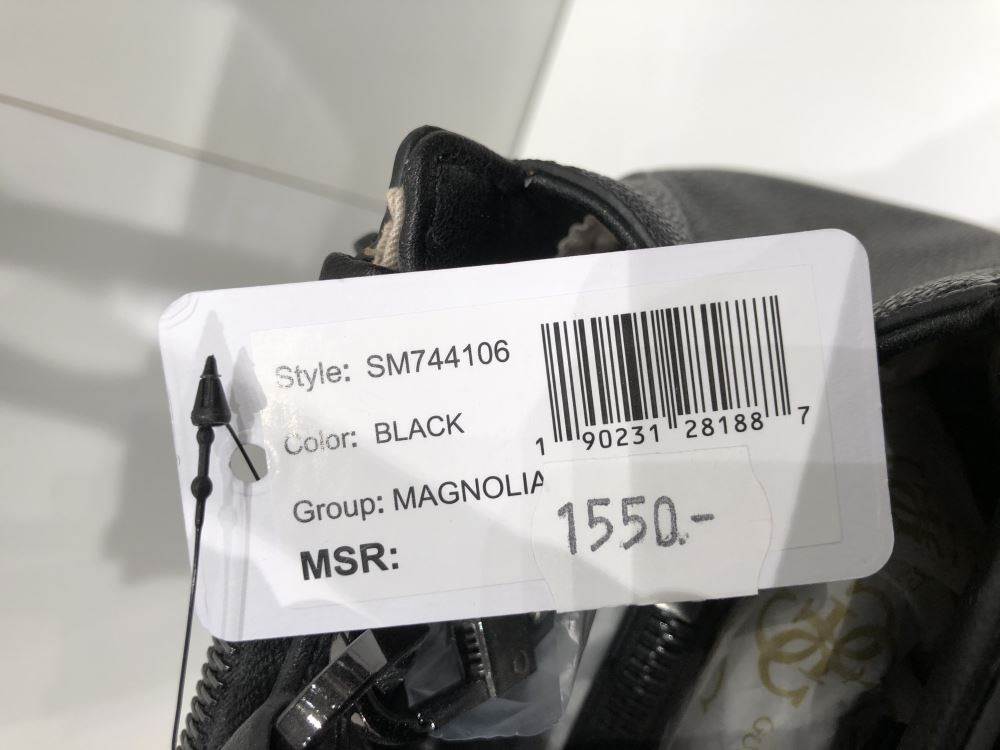 Style: SM744106
Color: BLACK
Group: MAGNOLIA
MSR:
1 90231 28188 7
1550.-